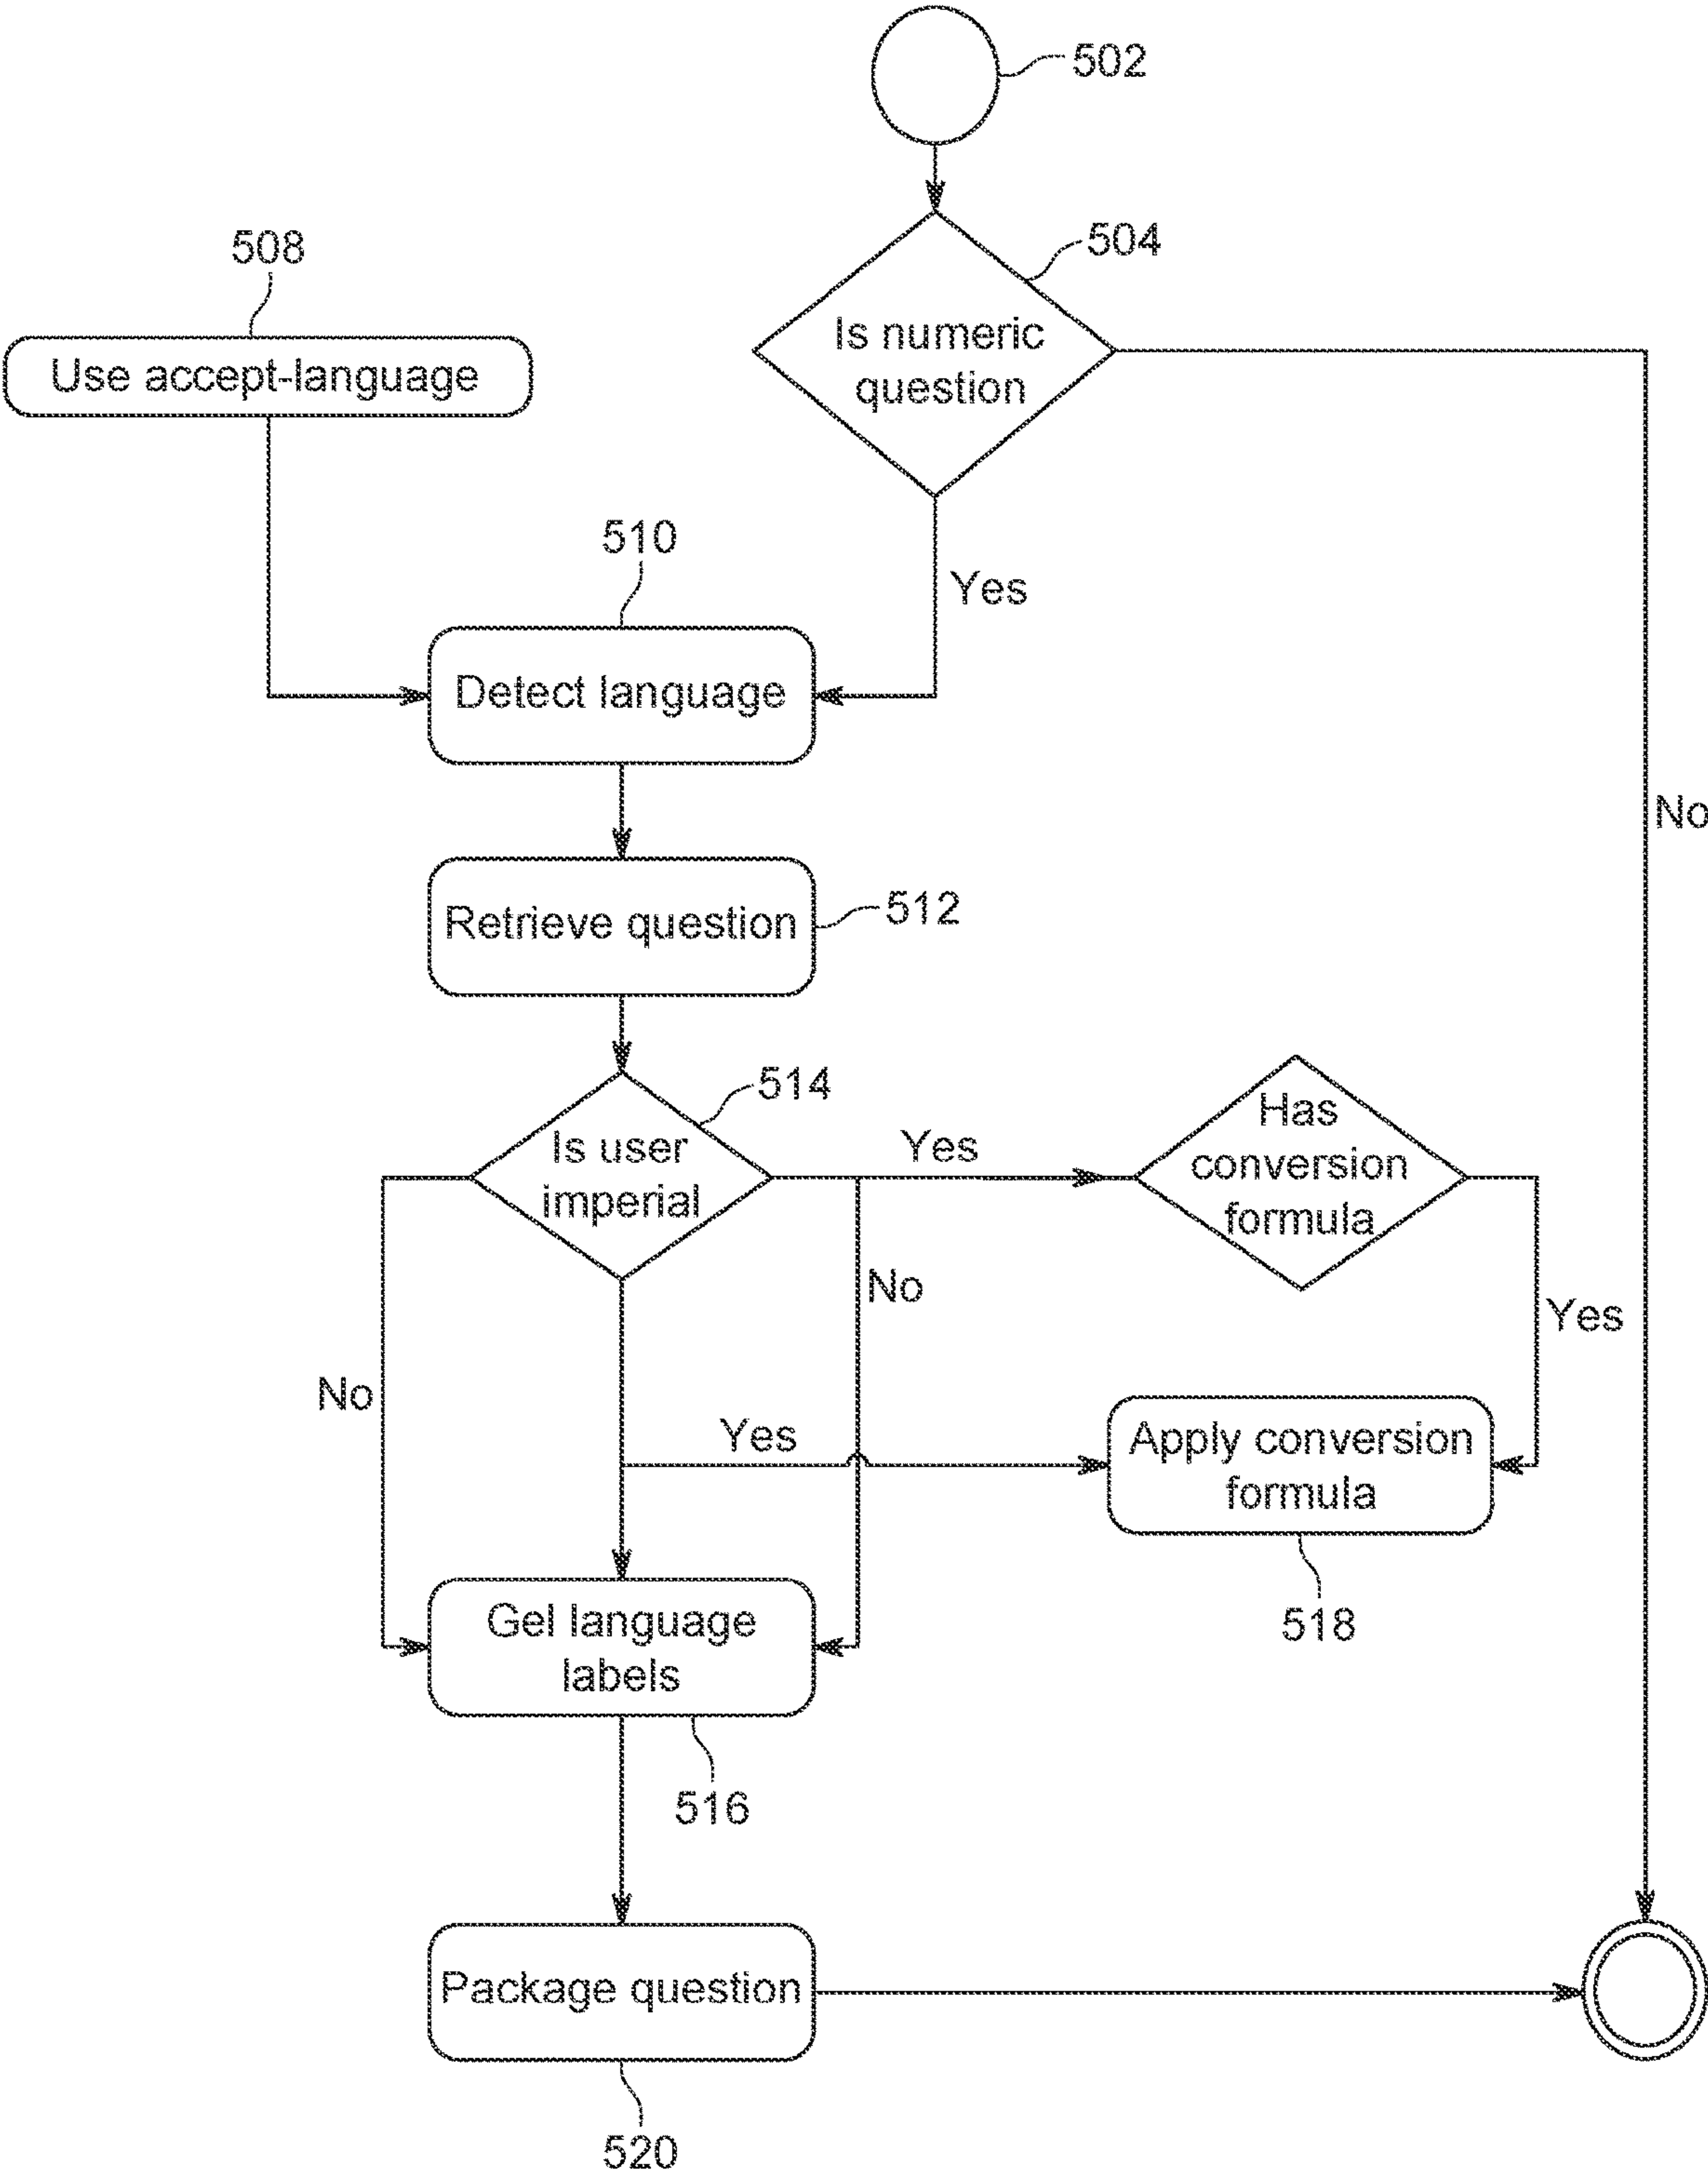 502
504
Is numeric
question
508
Use accept-language
510
Yes
Detect language
No
Retrieve question
512
514
Is user
imperial
Yes
Has
conversion
formula
No
Yes
No
Yes
Apply conversion
formula
518
Gel language
labels
516
Package question
520